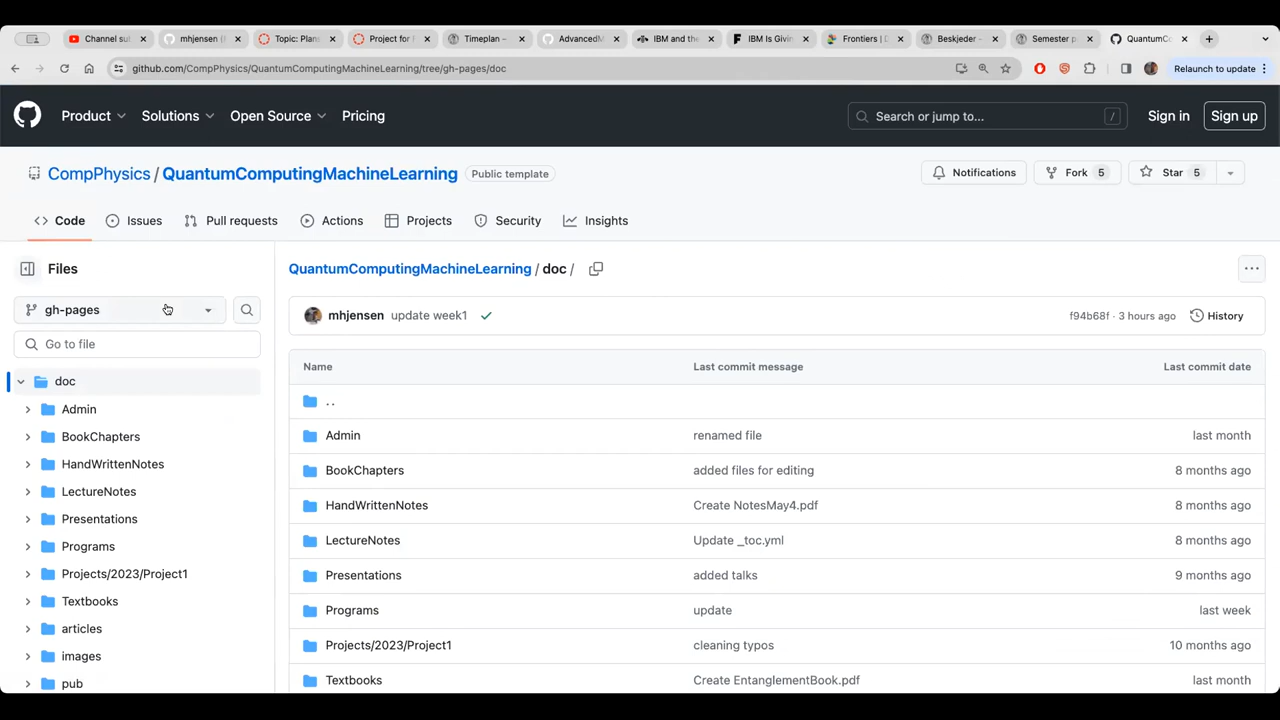 Channel su
mhjensen (
Topic: Plan
Project for
Timeplan –
AdvancedM
IBM and the
IBM Is Givin
Frontiers | D
Beskjeder –
Semester p
QuantumCo
github.com/CompPhysics/QuantumComputingMachineLearning/tree/gh-pages/doc
Relaunch to update
Product
Solutions
Open Source
Pricing
Search or jump to...
/
Sign in
Sign up
CompPhysics / QuantumComputingMachineLearning
Public template
Notifications
Fork 5
Star 5
Code
Issues
Pull requests
Actions
Projects
Security
Insights
Files
gh-pages
Go to file
doc
Admin
BookChapters
HandWrittenNotes
LectureNotes
Presentations
Programs
Projects/2023/Project1
Textbooks
articles
images
pub
QuantumComputingMachineLearning / doc /
mhjensen update week1
f94b68f · 3 hours ago
History
Name Last commit message Last commit date
..
Admin renamed file last month
BookChapters added files for editing 8 months ago
HandWrittenNotes Create NotesMay4.pdf 8 months ago
LectureNotes Update _toc.yml 8 months ago
Presentations added talks 9 months ago
Programs update last week
Projects/2023/Project1 cleaning typos 10 months ago
Textbooks Create EntanglementBook.pdf last month